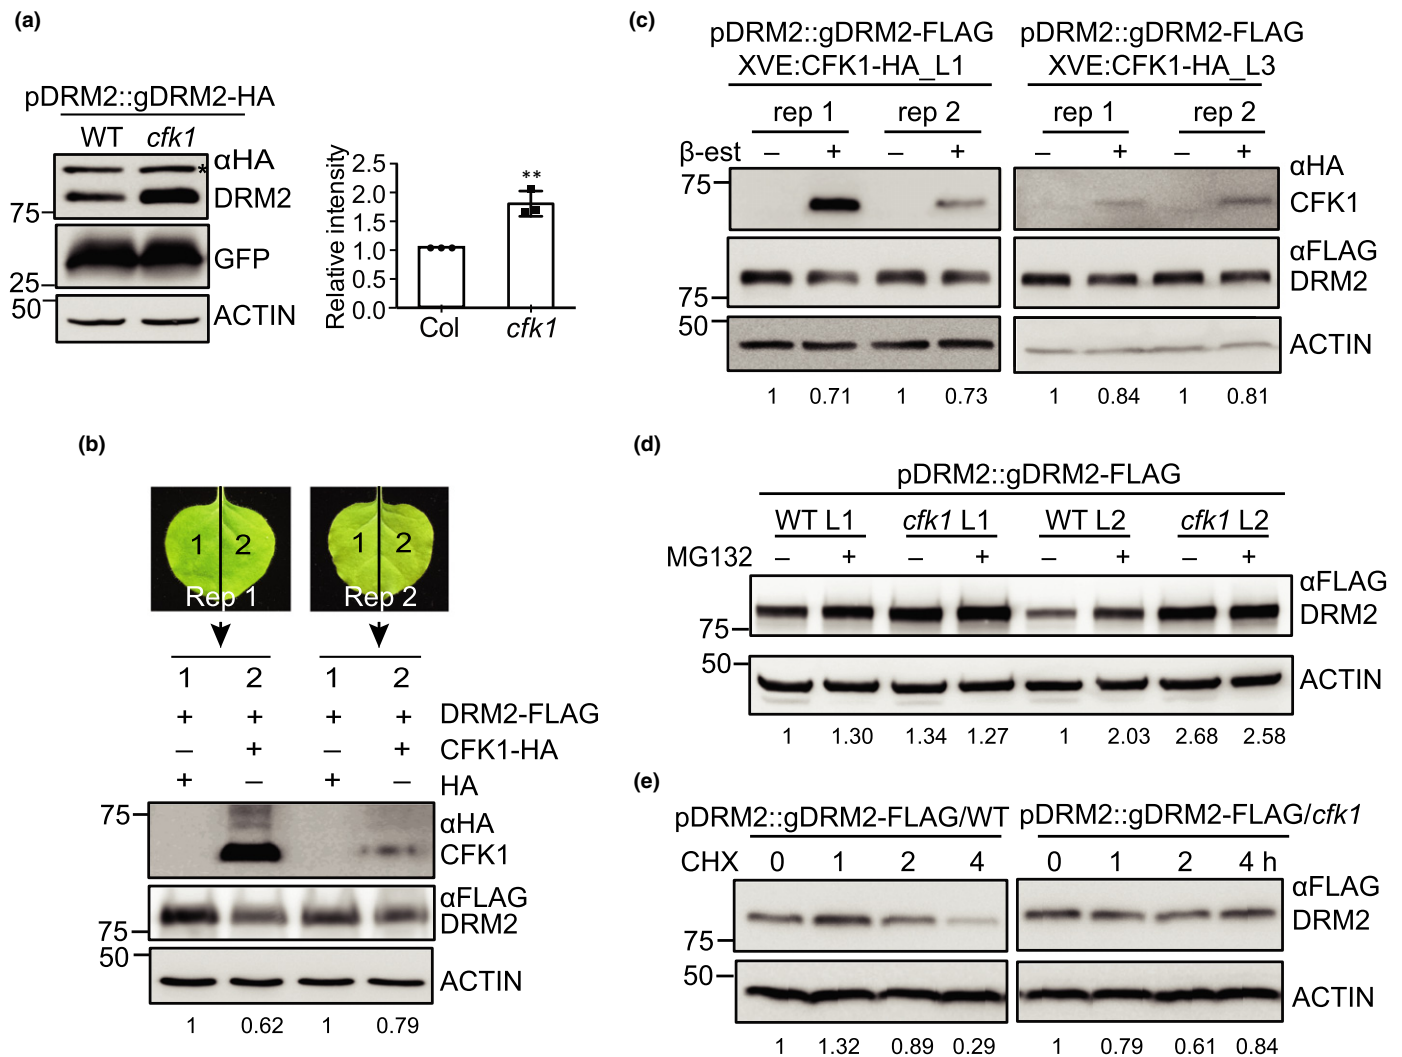 (a)
pDRM2::gDRM2-HA
WT cfk1
αHA
*
DRM2
75
GFP
25
50
ACTIN
Relative intensity
2.5
2.0
1.5
1.0
0.5
0.0
**
Col cfk1
(b)
1 2 1 2
Rep 1 Rep 2
1 2 1 2
+ + + + DRM2-FLAG
– + – + CFK1-HA
+ – + – HA
75
αHA
CFK1
αFLAG
DRM2
75
50
ACTIN
1 0.62 1 0.79
(c)
pDRM2::gDRM2-FLAG pDRM2::gDRM2-FLAG
XVE:CFK1-HA_L1 XVE:CFK1-HA_L3
rep 1 rep 2 rep 1 rep 2
β-est – + – + – + – +
75
αHA
CFK1
αFLAG
DRM2
75
50
ACTIN
1 0.71 1 0.73 1 0.84 1 0.81
(d)
pDRM2::gDRM2-FLAG
WT L1 cfk1 L1 WT L2 cfk1 L2
MG132 – + – + – + – +
αFLAG
DRM2
75
50
ACTIN
1 1.30 1.34 1.27 1 2.03 2.68 2.58
(e)
pDRM2::gDRM2-FLAG/WT pDRM2::gDRM2-FLAG/cfk1
CHX 0 1 2 4 0 1 2 4 h
αFLAG
DRM2
75
50
ACTIN
1 1.32 0.89 0.29 1 0.79 0.61 0.84